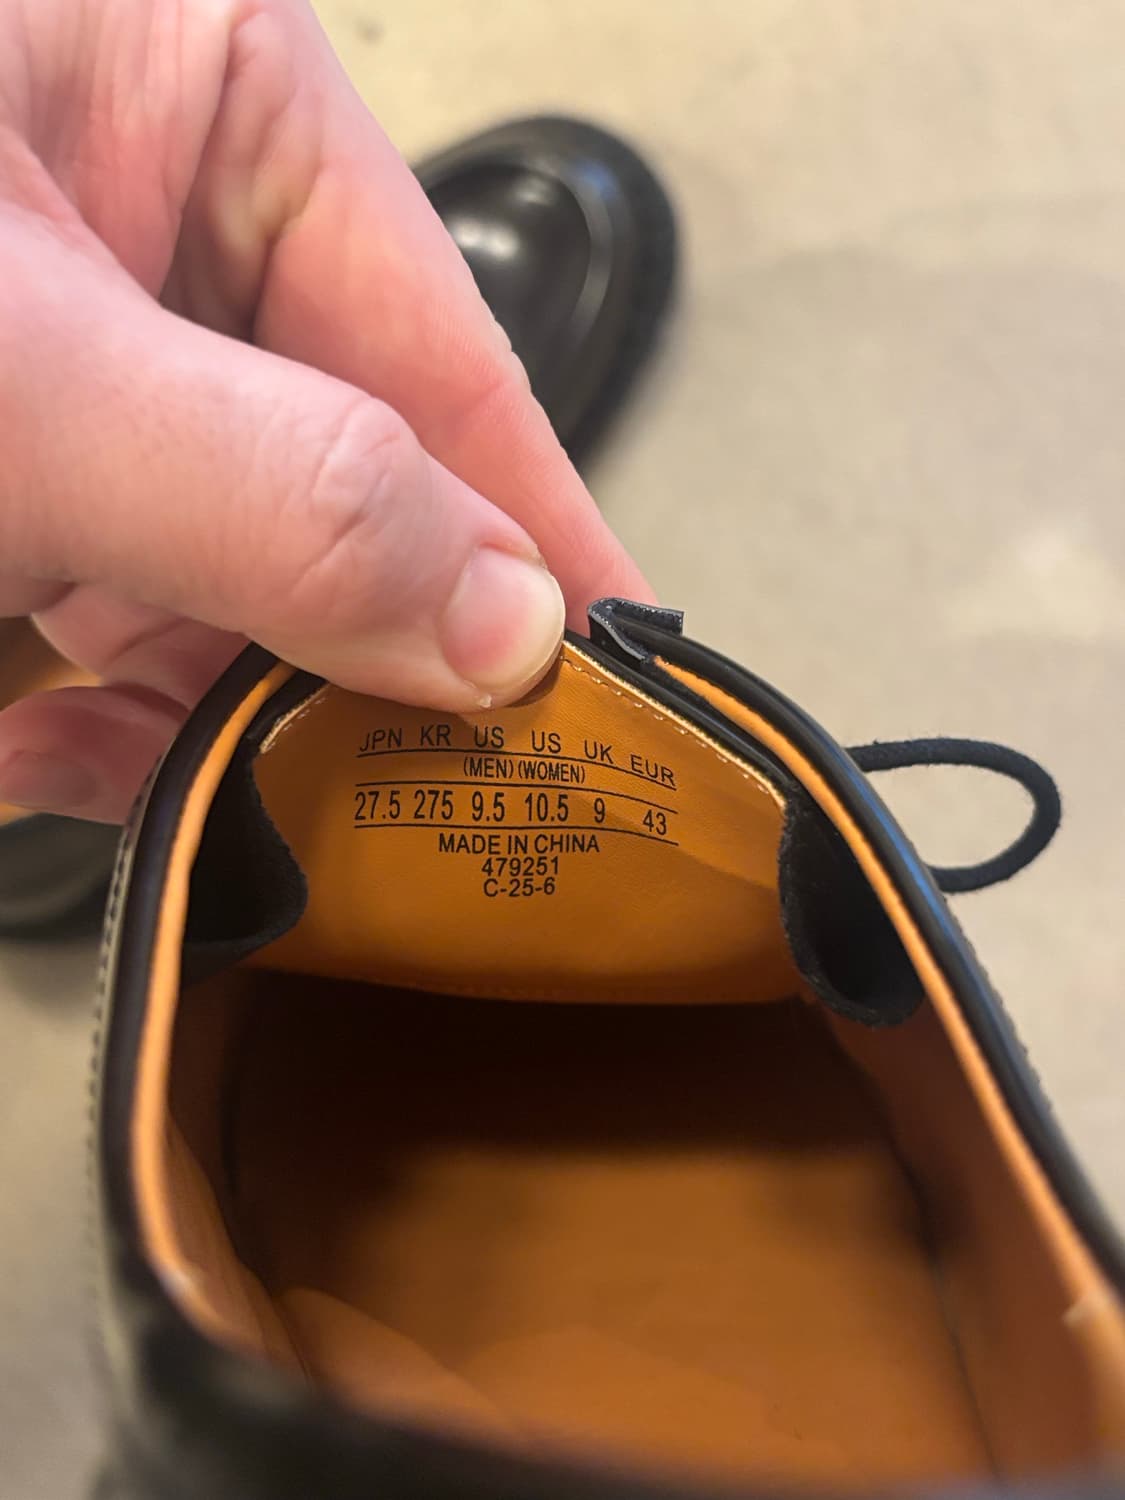 JPN KR US US UK EUR
(MEN) (WOMEN)
27.5 275 9.5 10.5 9 43
MADE IN CHINA
479251
C-25-6